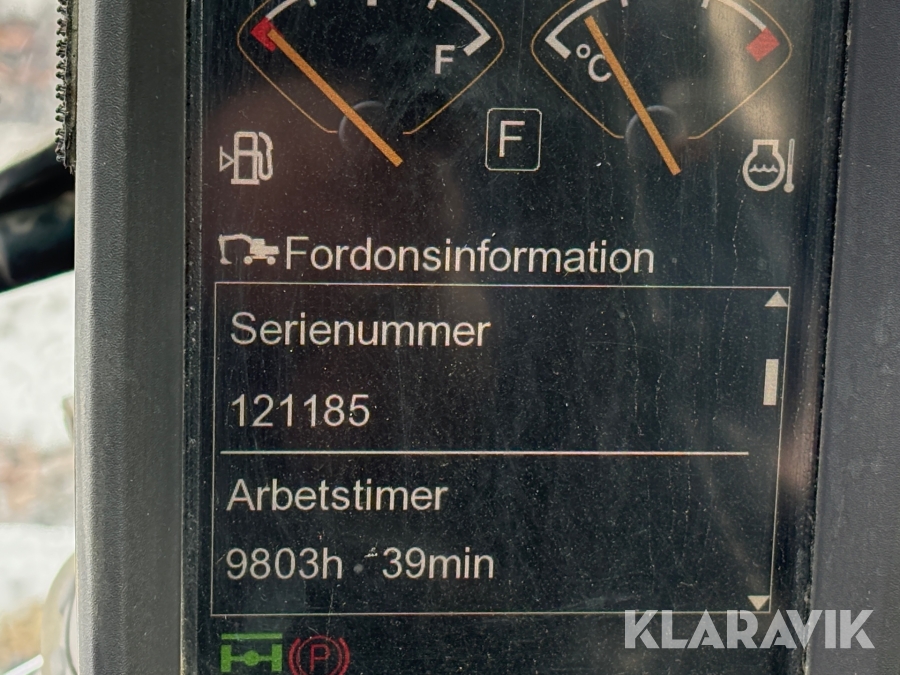 F
°C
F
Fordonsinformation
Serienummer
121185
Arbetstimer
9803h 39min
P
KLARAVIK